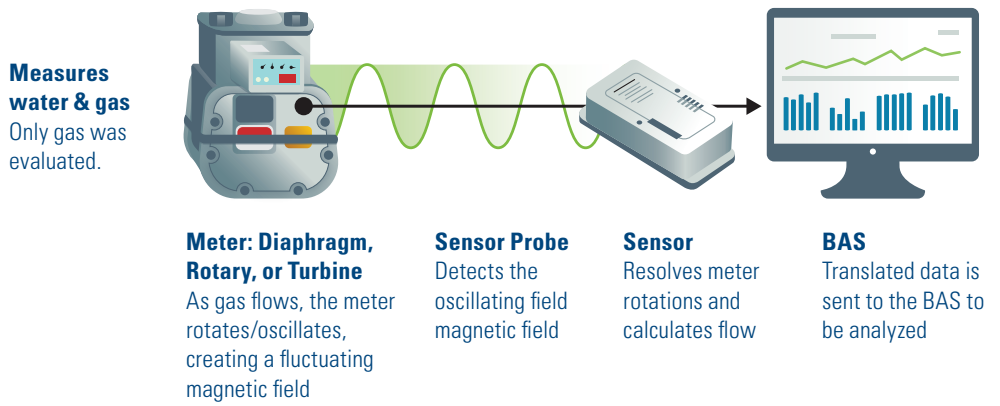 Measures
water & gas
Only gas was
evaluated.
Meter: Diaphragm,
Rotary, or Turbine
As gas flows, the meter
rotates/oscillates,
creating a fluctuating
magnetic field
Sensor Probe
Detects the
oscillating field
magnetic field
Sensor
Resolves meter
rotations and
calculates flow
BAS
Translated data is
sent to the BAS to
be analyzed